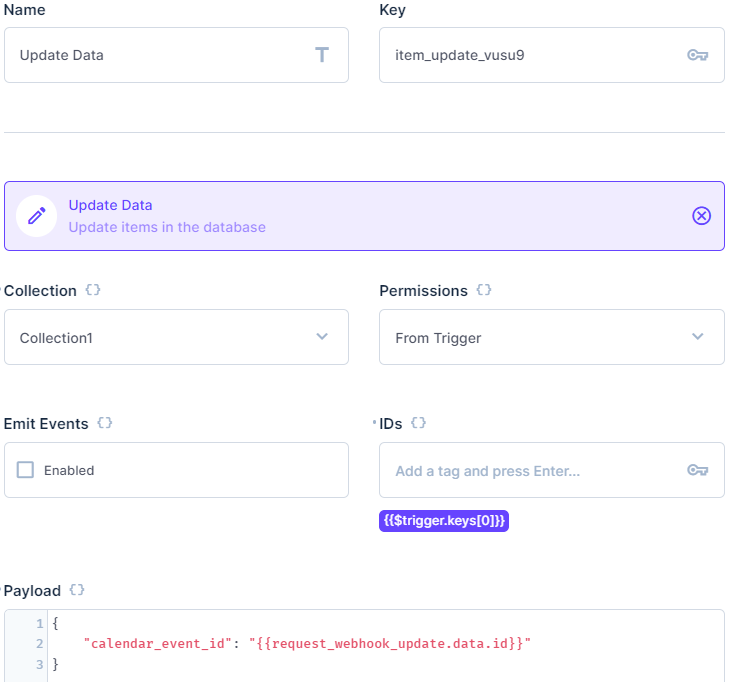 Name
Key
Update Data
item_update_vusu9
Update Data
Update items in the database
Collection {}
Permissions {}
Collection1
From Trigger
Emit Events {}
IDs {}
Enabled
Add a tag and press Enter...
{{$trigger.keys[0]}}
Payload {}
1 {
2 "calendar_event_id": "{{request_webhook_update.data.id}}"
3 }